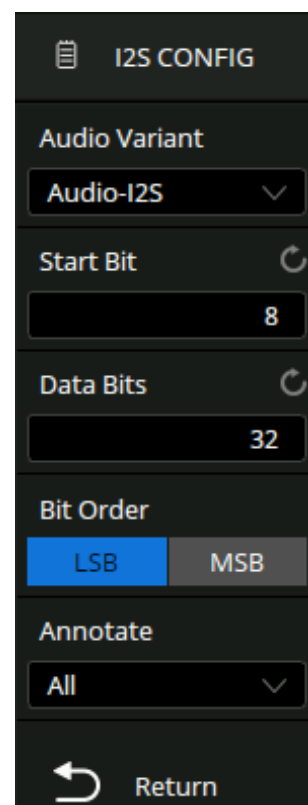 I2S CONFIG
Audio Variant
Audio-I2S
Start Bit
8
Data Bits
32
Bit Order
LSB MSB
Annotate
All
Return